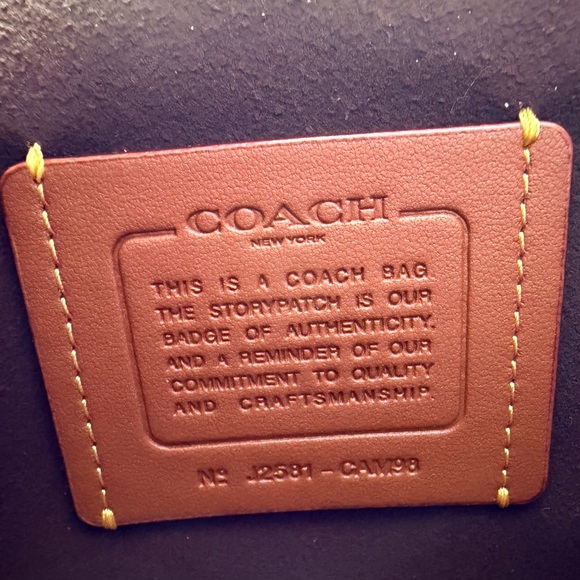 COACH
NEW YORK
THIS IS A COACH BAG
THE STORYPATCH IS OUR
BADGE OF AUTHENTICITY.
AND A REMINDER OF OUR
COMMITMENT TO QUALITY
AND CRAFTSMANSHIP.
Nº J2581-CAM98